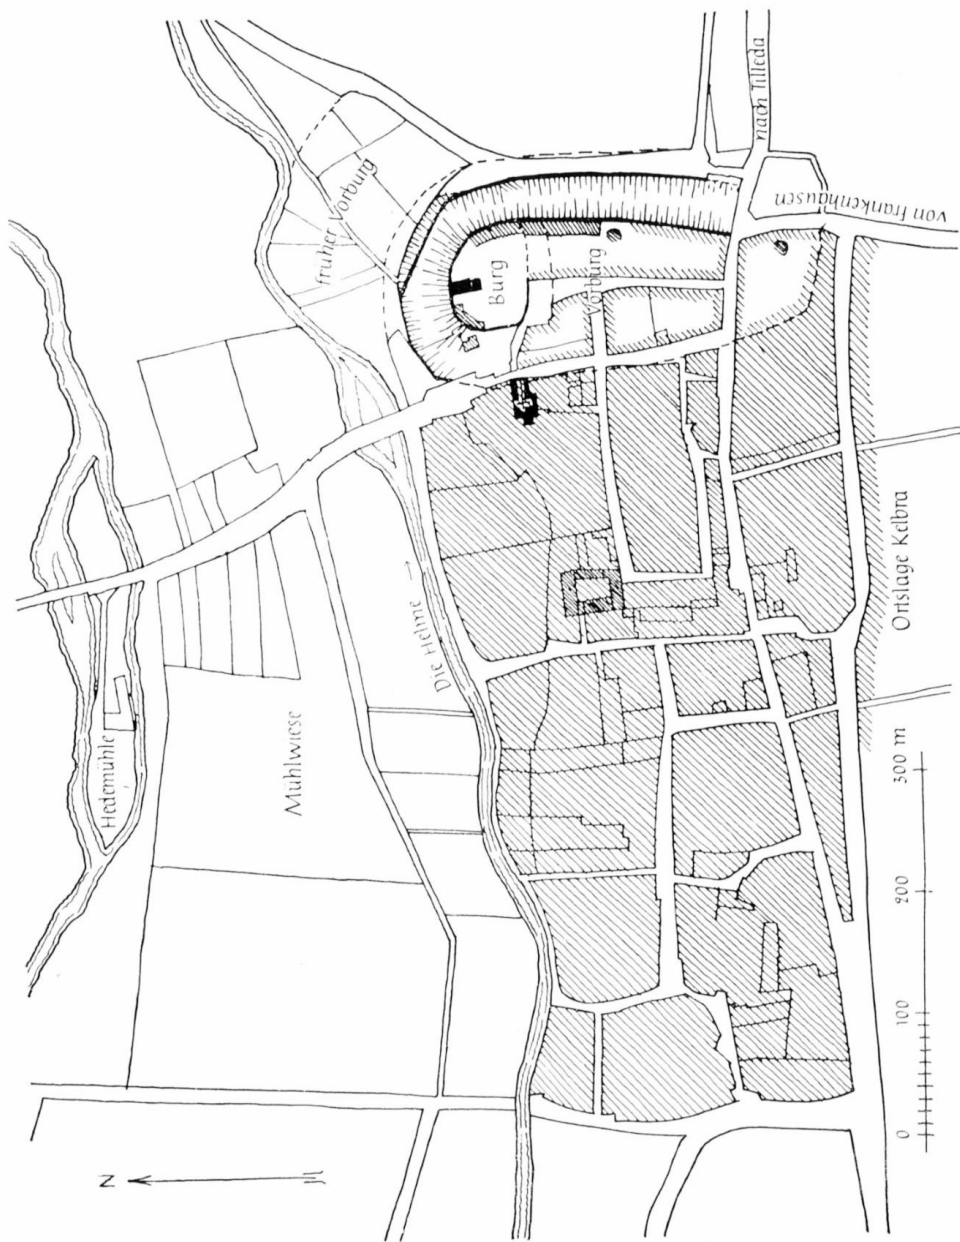 nach Tilleda
von Frankenhausen
früher Vorburg
Burg
Vorburg
Die Helme
Hedemühle
Mühlwiese
Ortslage Kelbra
0 100 200 300 m
N